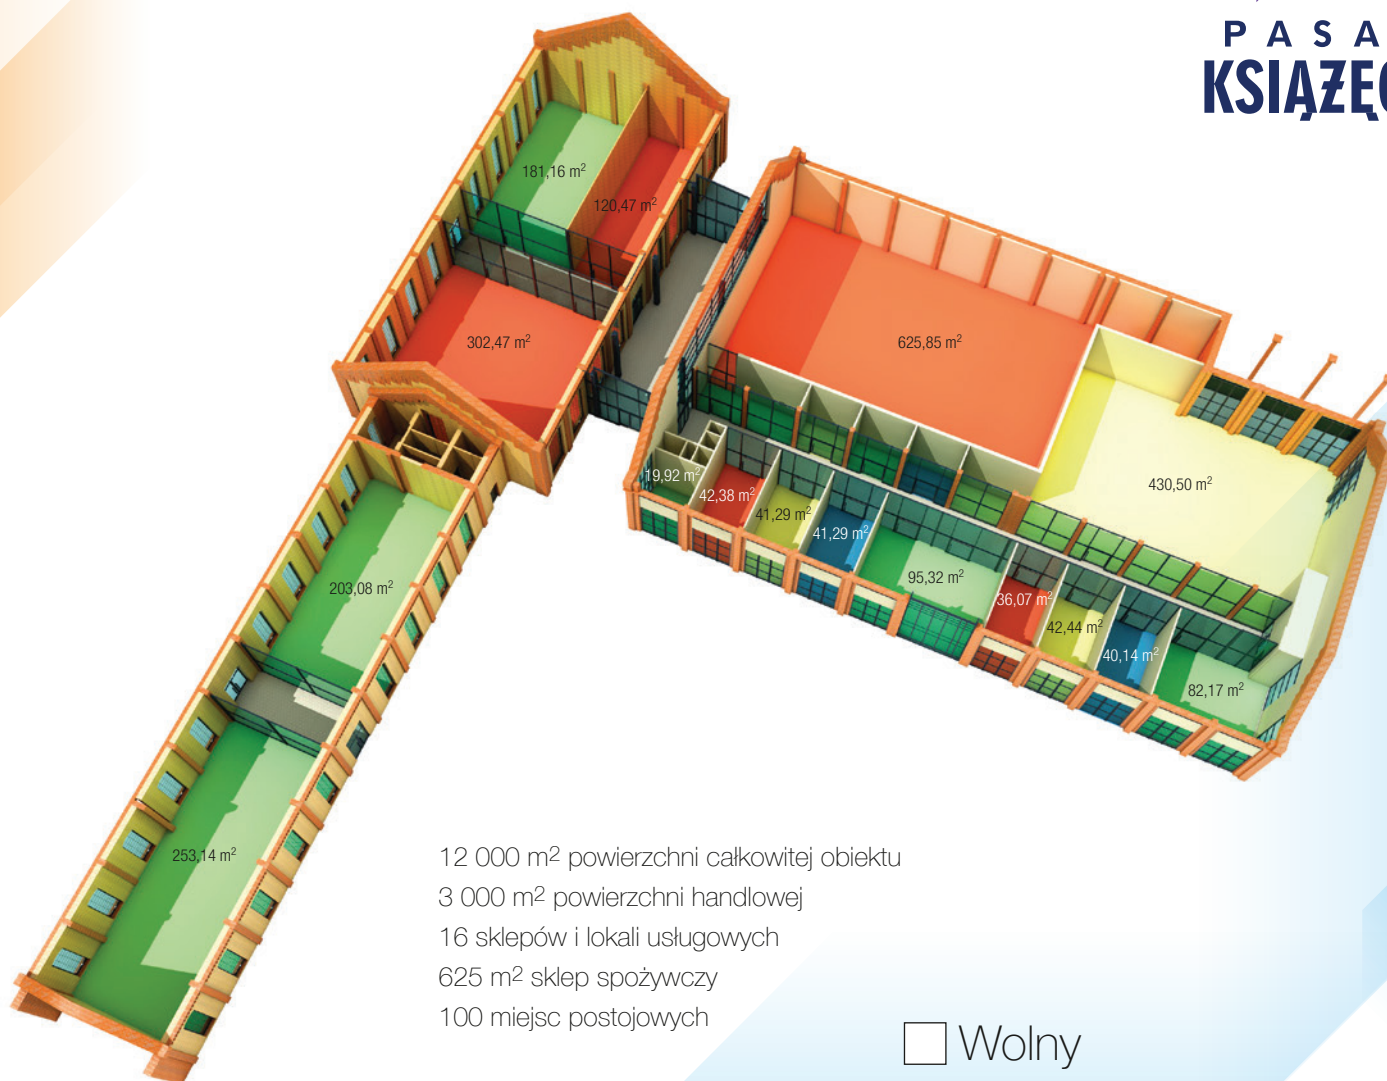 PASA
KSIĄŻĘC
181,16 m²
120,47 m²
302,47 m²
625,85 m²
430,50 m²
19,92 m²
42,38 m²
41,29 m²
41,29 m²
95,32 m²
36,07 m²
42,44 m²
40,14 m²
82,17 m²
203,08 m²
253,14 m²
12 000 m² powierzchni całkowitej obiektu
3 000 m² powierzchni handlowej
16 sklepów i lokali usługowych
625 m² sklep spożywczy
100 miejsc postojowych
Wolny